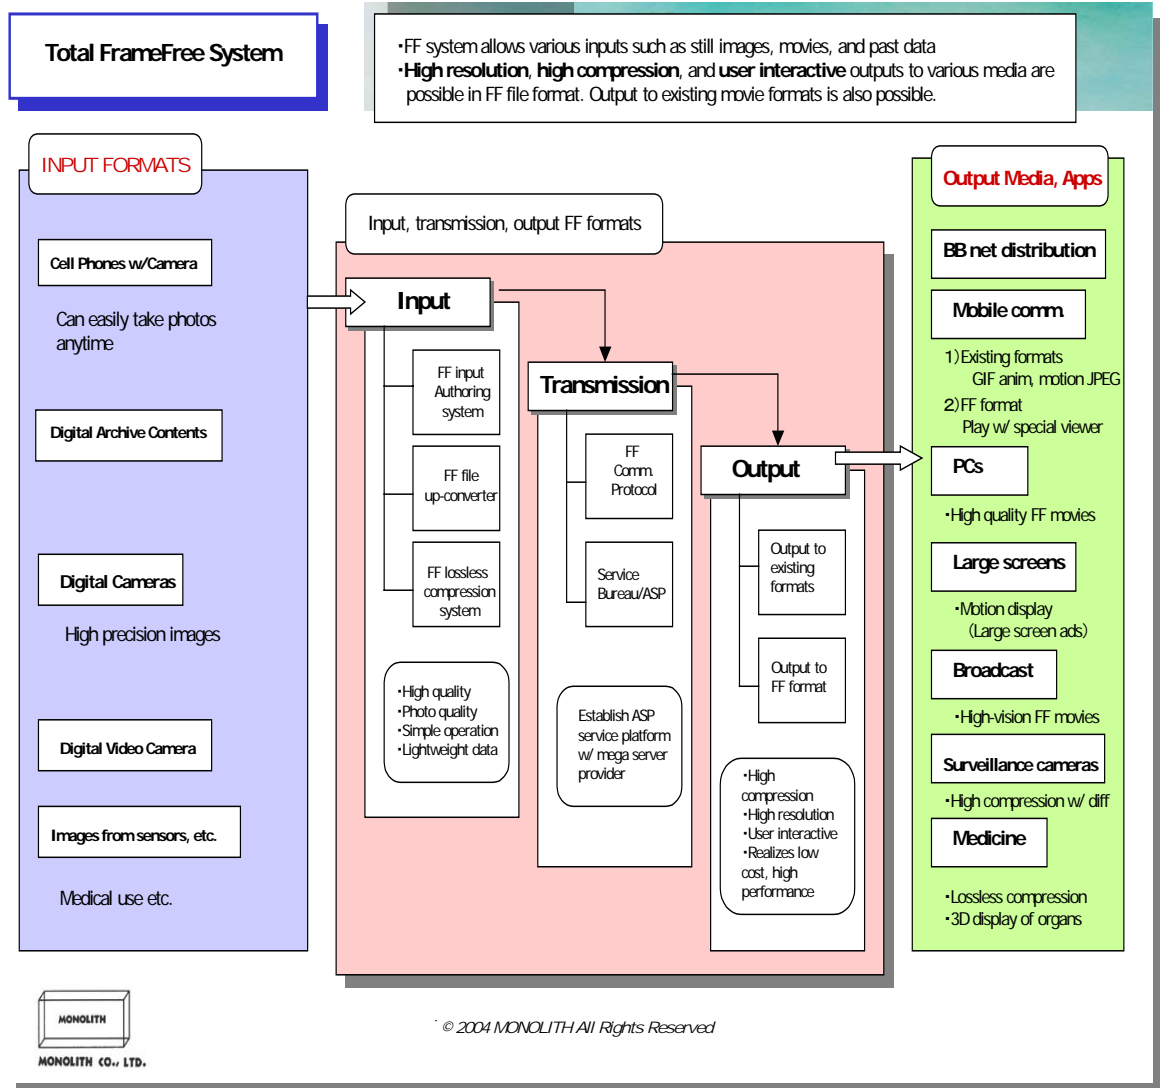 Total FrameFree System
・FF system allows various inputs such as still images, movies, and past data
・High resolution, high compression, and user interactive outputs to various media are
possible in FF file format. Output to existing movie formats is also possible.
INPUT FORMATS
Cell Phones w/Camera
Can easily take photos
anytime
Digital Archive Contents
Digital Cameras
High precision images
Digital Video Camera
Images from sensors, etc.
Medical use etc.
Input, transmission, output FF formats
Input
FF input
Authoring
system
FF file
up-converter
FF lossless
compression
system
・High quality
・Photo quality
・Simple operation
・Lightweight data
Transmission
FF
Comm.
Protocol
Service
Bureau/ASP
Establish ASP
service platform
w/ mega server
provider
Output
Output to
existing
formats
Output to
FF format
・High
compression
・High resolution
・User interactive
・Realizes low
cost, high
performance
Output Media, Apps
BB net distribution
Mobile comm.
1)Existing formats
GIF anim, motion JPEG
2)FF format
Play w/ special viewer
PCs
・High quality FF movies
Large screens
・Motion display
(Large screen ads)
Broadcast
・High-vision FF movies
Surveillance cameras
・High compression w/ diff
Medicine
・Lossless compression
・3D display of organs
MONOLITH
MONOLITH CO., LTD.
© 2004 MONOLITH All Rights Reserved